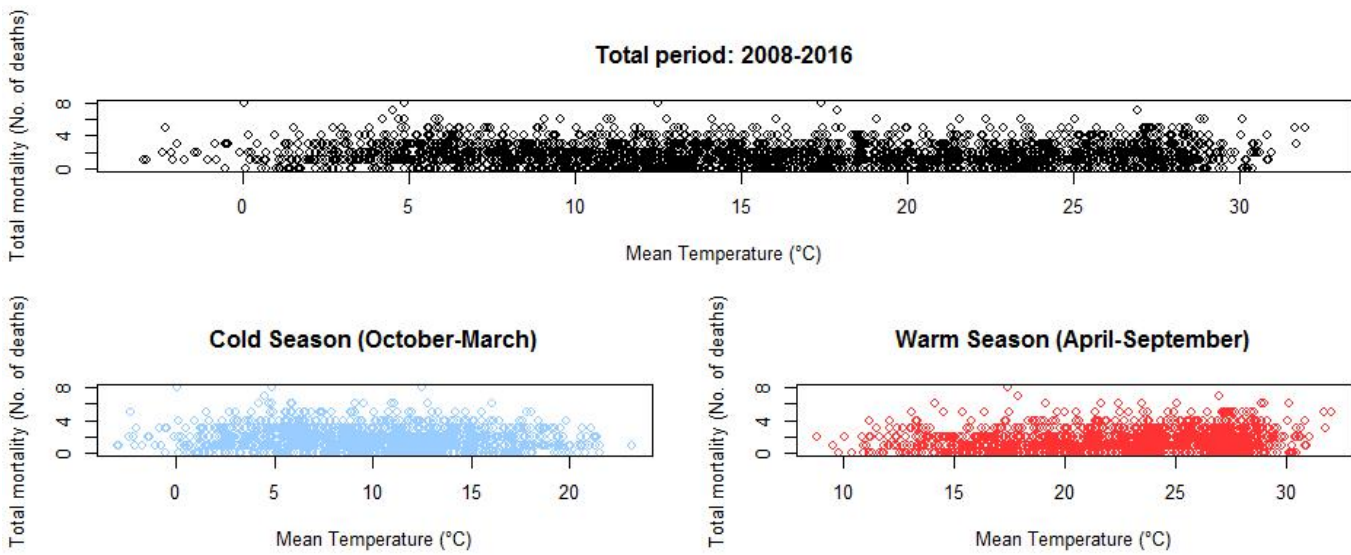 Total period: 2008-2016
Total mortality (No. of deaths)
8
4
0
0 5 10 15 20 25 30
Mean Temperature (°C)
Cold Season (October-March)
Total mortality (No. of deaths)
8
4
0
0 5 10 15 20
Mean Temperature (°C)
Warm Season (April-September)
Total mortality (No. of deaths)
8
4
0
10 15 20 25 30
Mean Temperature (°C)